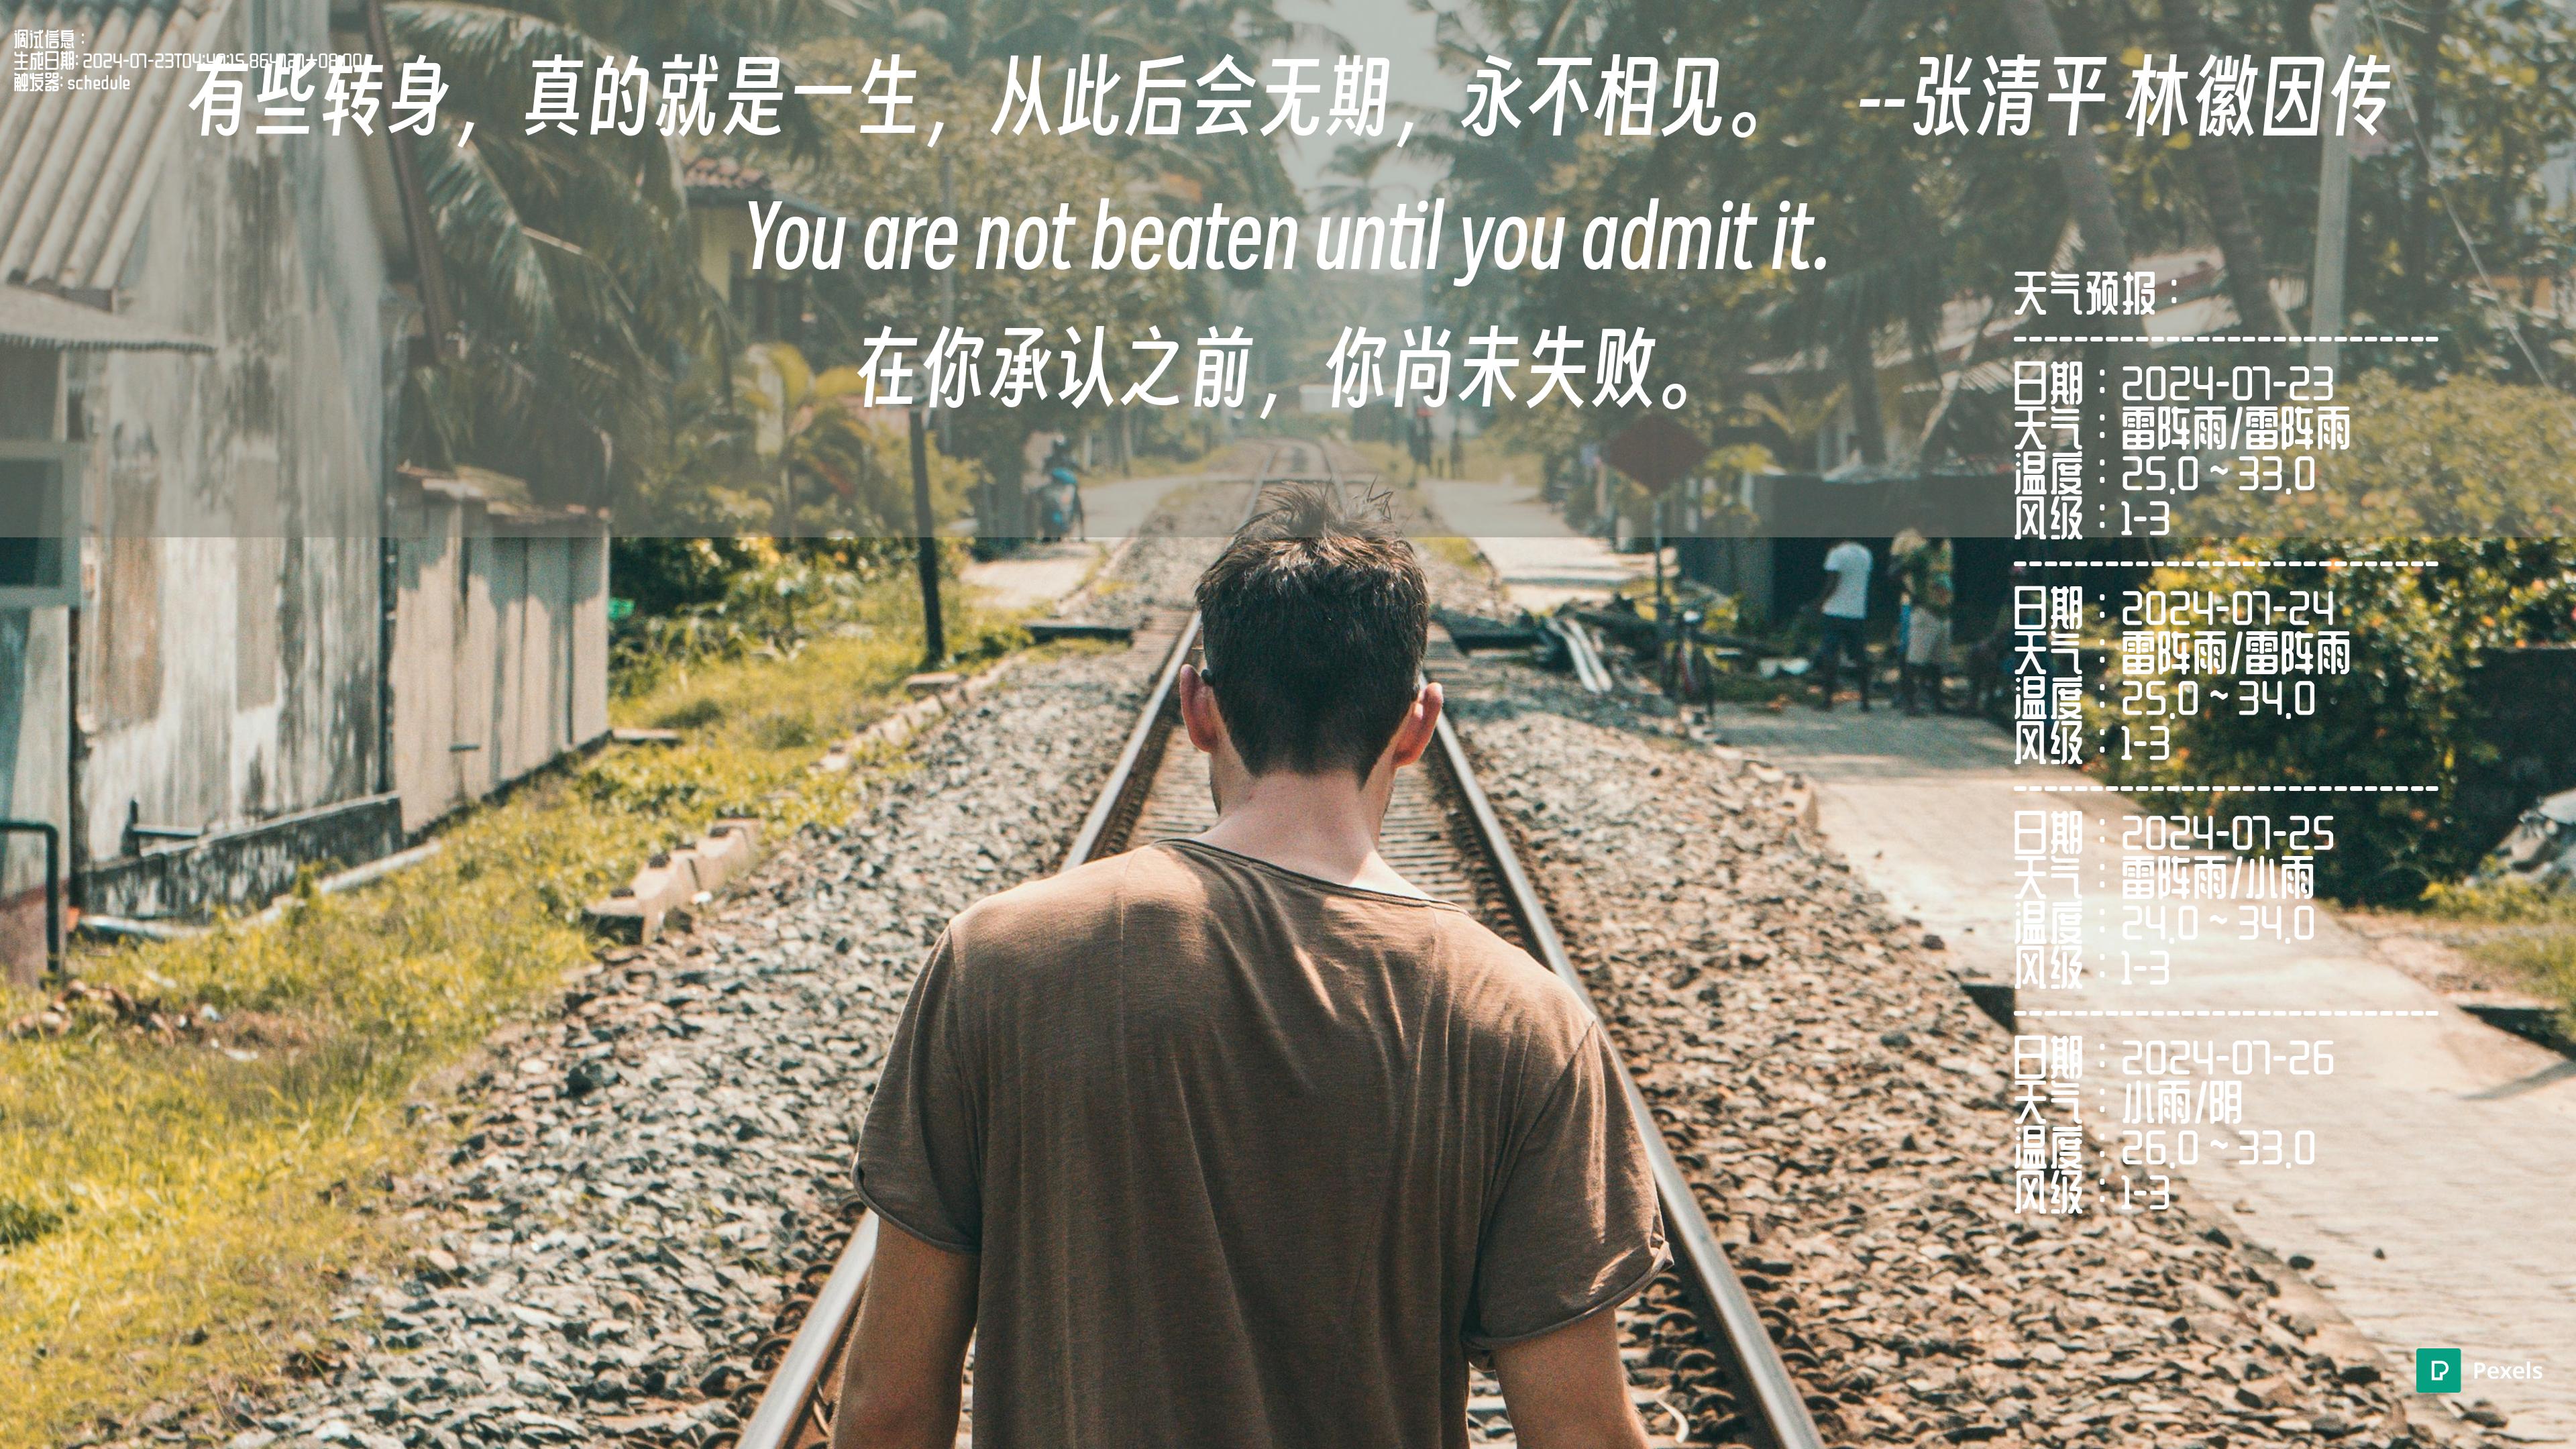 调试信息：
生成日期: 2024-07-23T04:
触发器: schedule
有些转身，真的就是一生，从此后会无期，永不相见。 --张清平 林徽因传
You are not beaten until you admit it.
在你承认之前，你尚未失败。
天气预报：
------------------------------
日期：2024-07-23
天气：雷阵雨/雷阵雨
温度：25.0 ~ 33.0
风级：1-3
------------------------------
日期：2024-07-24
天气：雷阵雨/雷阵雨
温度：25.0 ~ 34.0
风级：1-3
------------------------------
日期：2024-07-25
天气：雷阵雨/小雨
温度：24.0 ~ 34.0
风级：1-3
------------------------------
日期：2024-07-26
天气：小雨/阴
温度：26.0 ~ 33.0
风级：1-3
Pexels